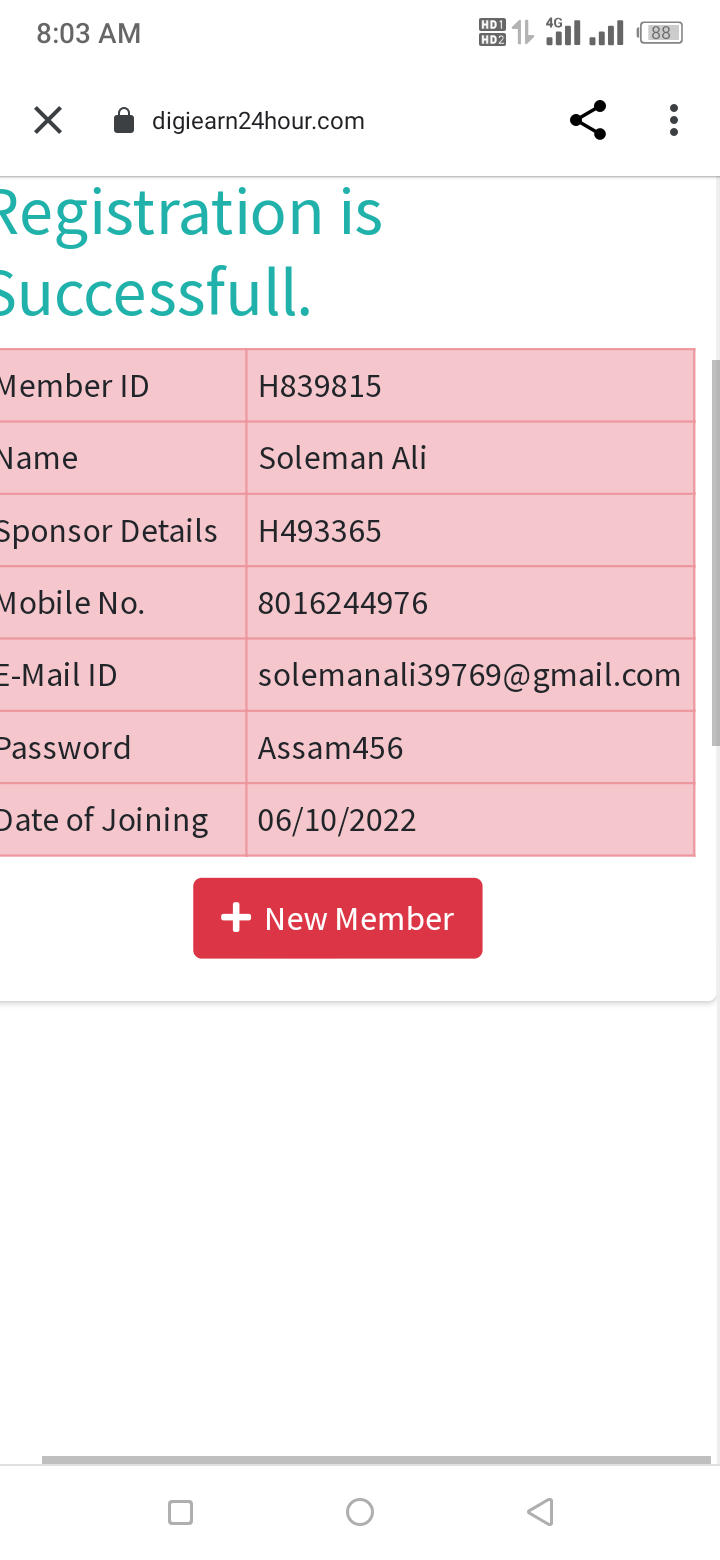 8:03 AM HD1 HD2 4G 88
digiearn24hour.com
Registration is
Successfull.
Member ID H839815
Name Soleman Ali
Sponsor Details H493365
Mobile No. 8016244976
E-Mail ID solemanali39769@gmail.com
Password Assam456
Date of Joining 06/10/2022
+ New Member